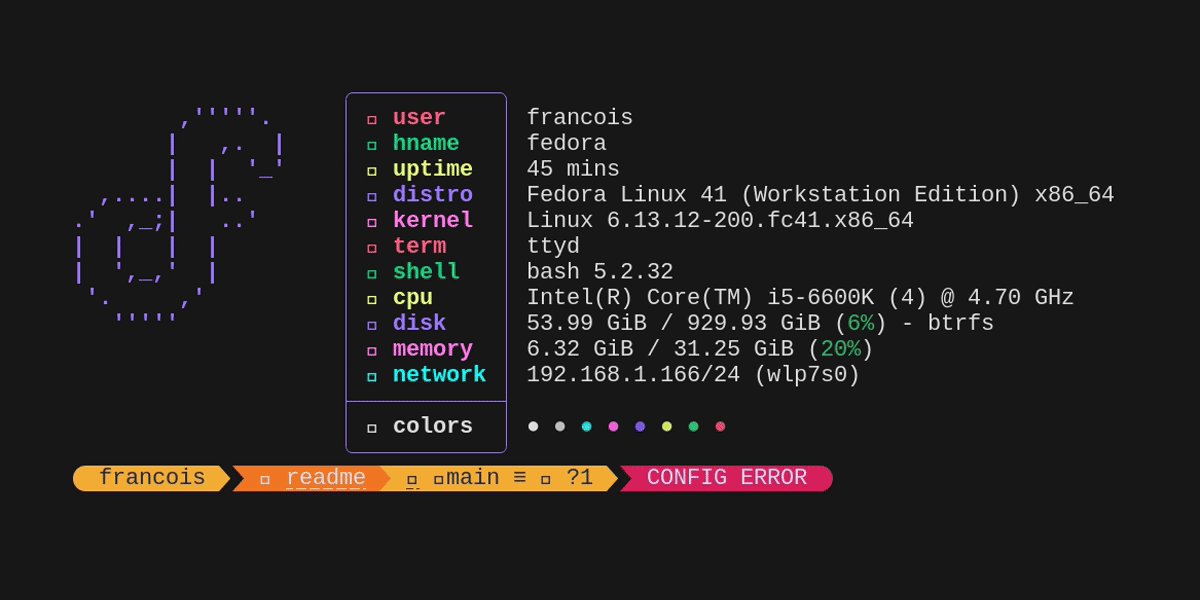 user francois
hname fedora
uptime 45 mins
distro Fedora Linux 41 (Workstation Edition) x86_64
kernel Linux 6.13.12-200.fc41.x86_64
term ttyd
shell bash 5.2.32
cpu Intel(R) Core(TM) i5-6600K (4) @ 4.70 GHz
disk 53.99 GiB / 929.93 GiB (6%) - btrfs
memory 6.32 GiB / 31.25 GiB (20%)
network 192.168.1.166/24 (wlp7s0)
colors
francois readme main ≡ ?1 CONFIG ERROR